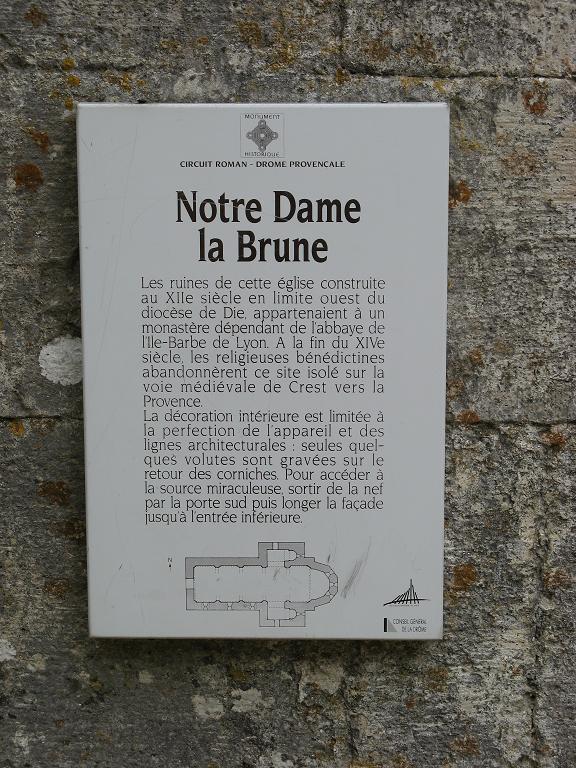 MONUMENT
HISTORIQUE
CIRCUIT ROMAN - DROME PROVENÇALE
Notre Dame
la Brune
Les ruines de cette église construite
au XIIe siècle en limite ouest du
diocèse de Die, appartenaient à un
monastère dépendant de l'abbaye de
l'Ile-Barbe de Lyon. A la fin du XIVe
siècle, les religieuses bénédictines
abandonnèrent ce site isolé sur la
voie médiévale de Crest vers la
Provence.
La décoration intérieure est limitée à
la perfection de l'appareil et des
lignes architecturales : seules quel-
ques volutes sont gravées sur le
retour des corniches. Pour accéder à
la source miraculeuse, sortir de la nef
par la porte sud puis longer la façade
jusqu'à l'entrée inférieure.
N
CONSEIL GENERAL
DE LA DRÔME